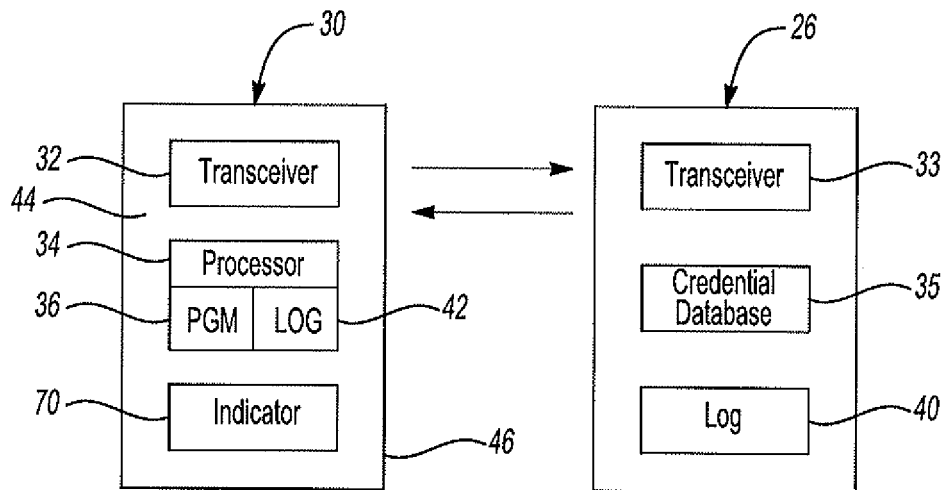 30
26
32
Transceiver
44
34
Processor
36
PGM
LOG
42
70
Indicator
46
Transceiver
33
Credential
Database
35
Log
40